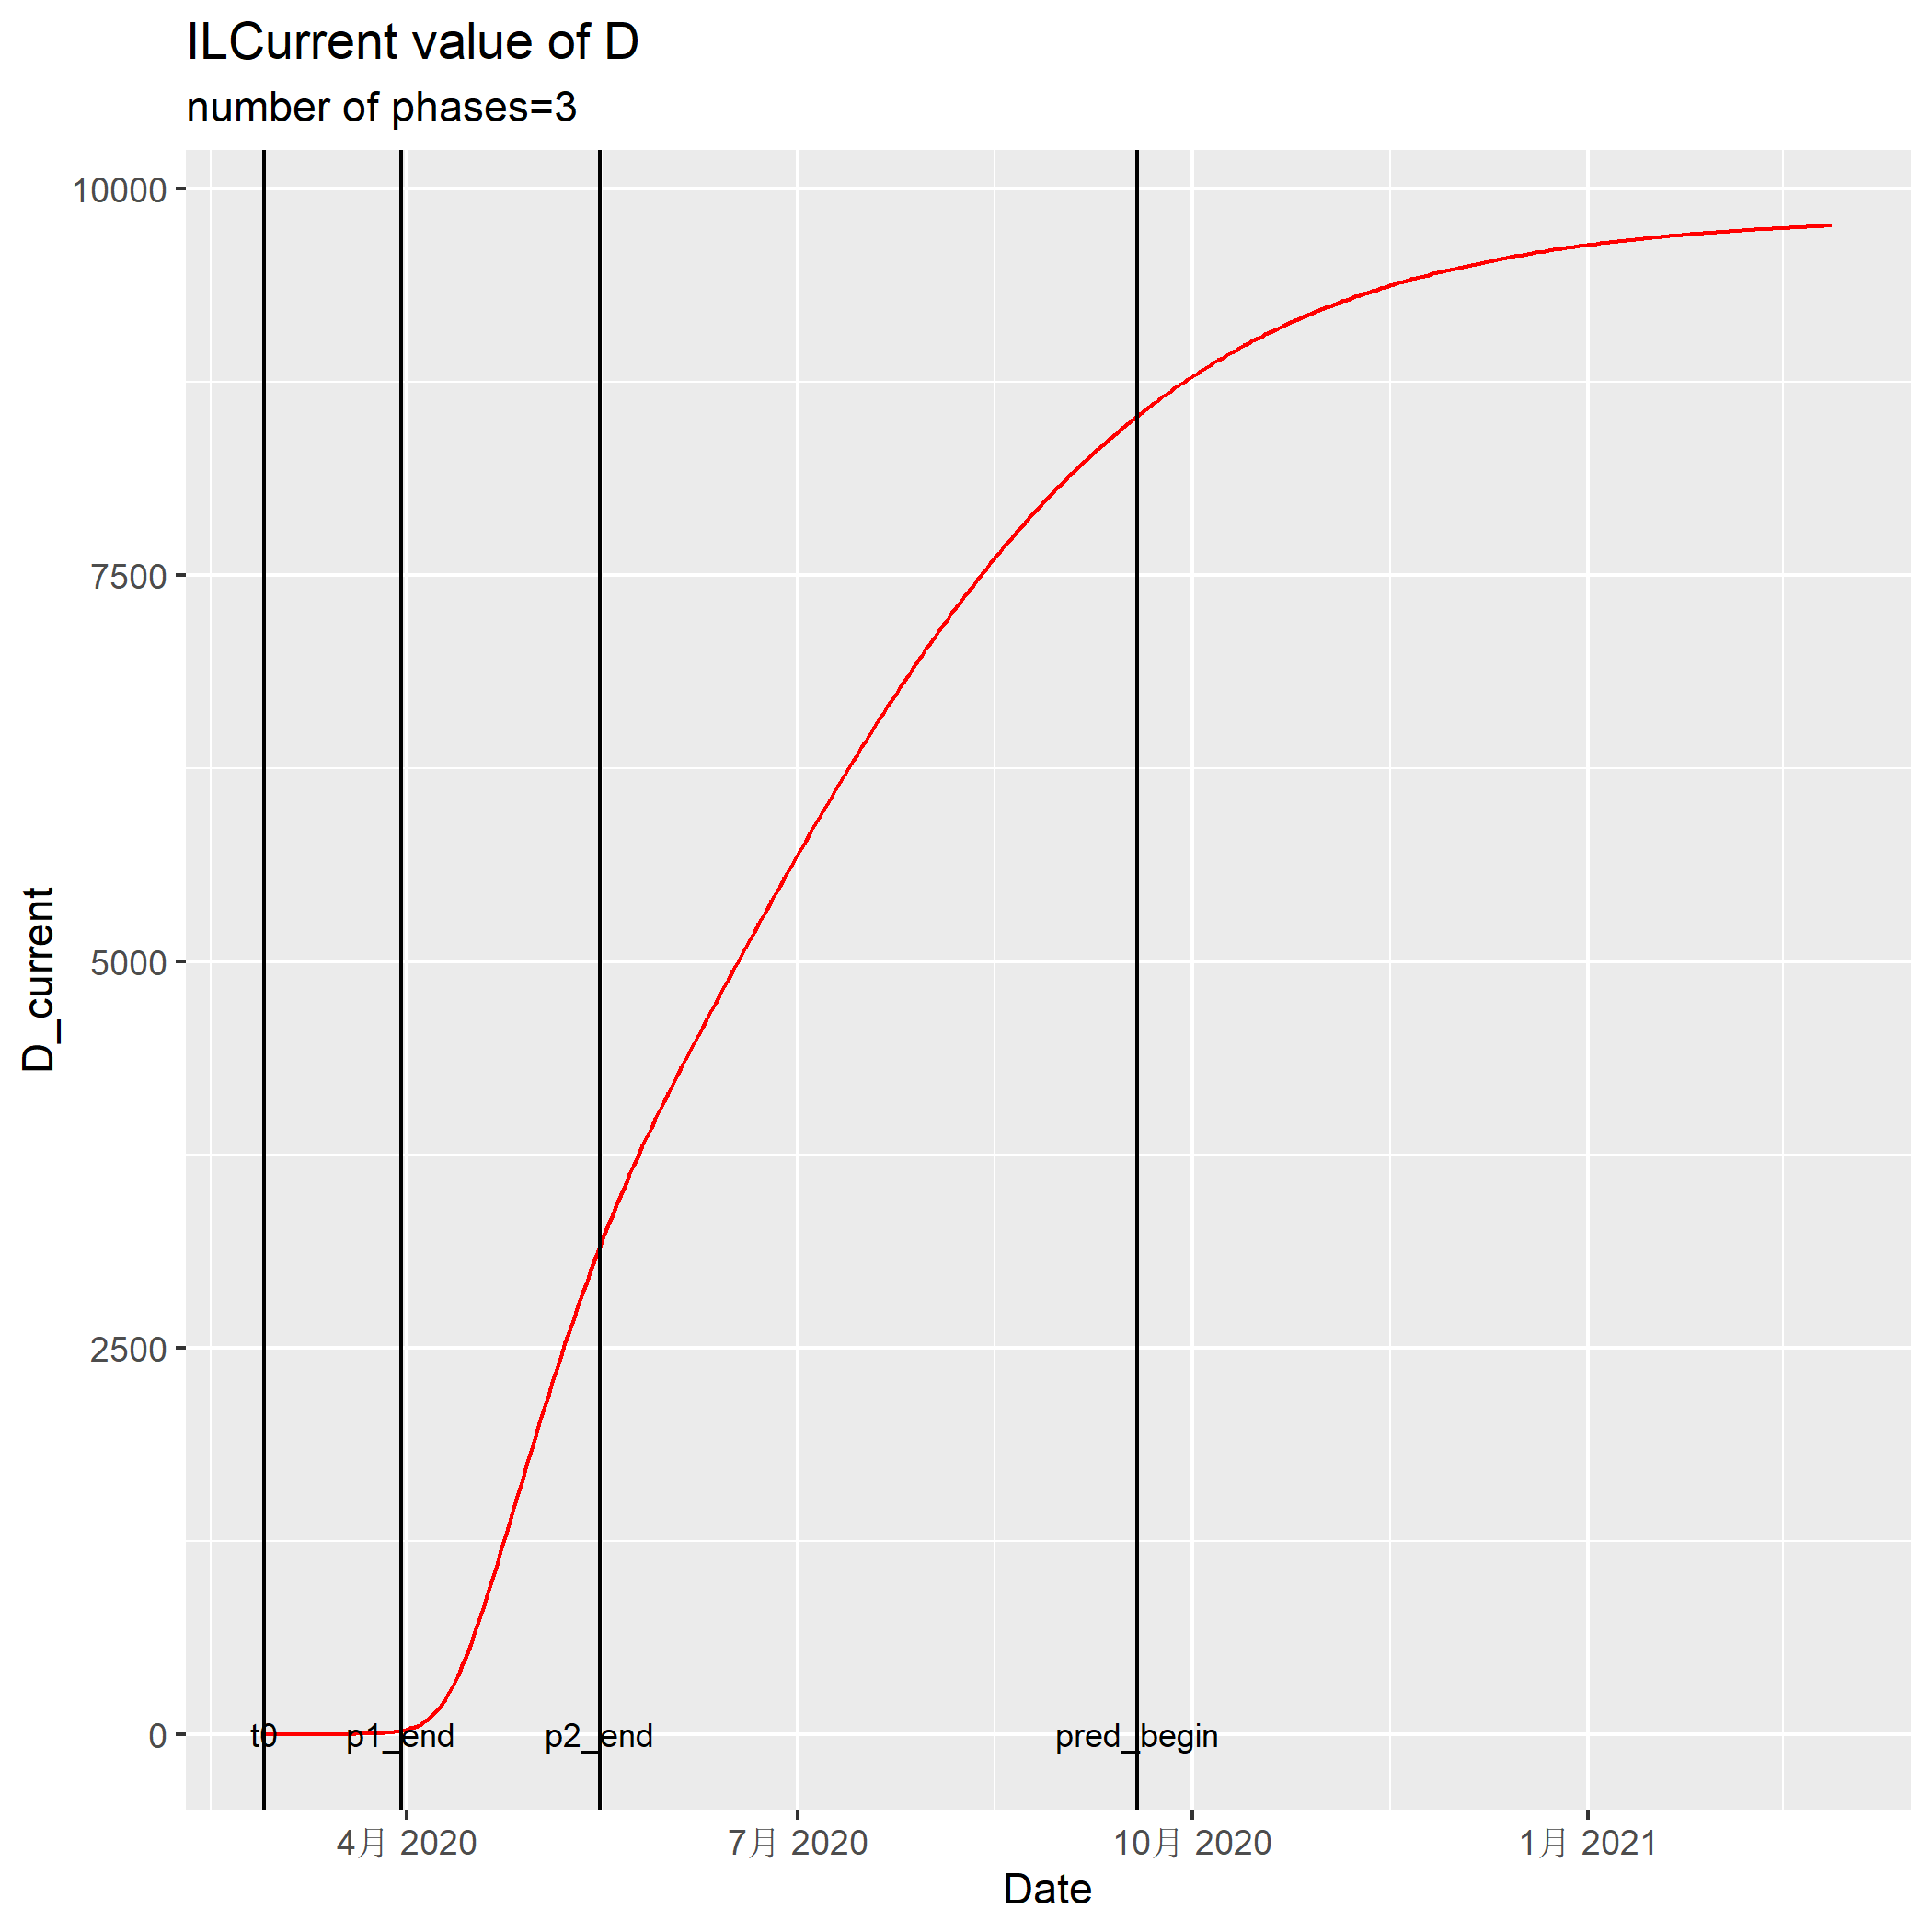 ILCurrent value of D
number of phases=3
10000
7500
5000
2500
0
D_current
t0
p1_end
p2_end
pred_begin
4月 2020
7月 2020
10月 2020
1月 2021
Date